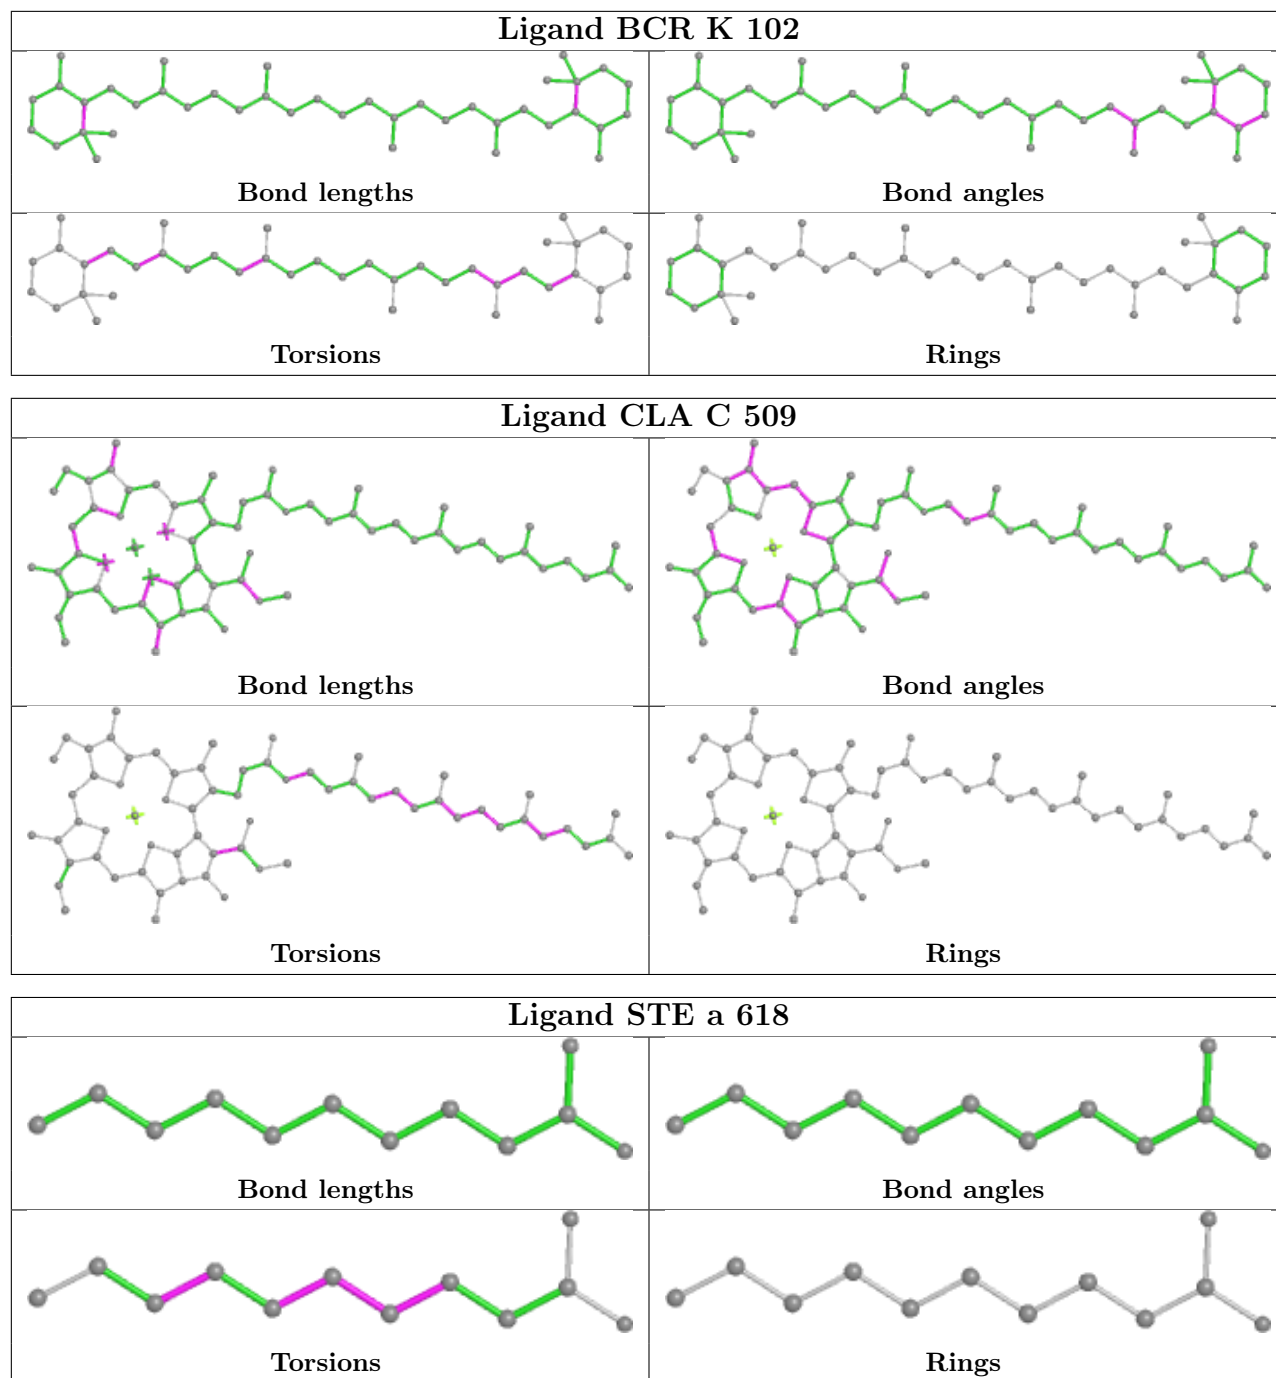 Ligand BCR K 102
Bond lengths
Bond angles
Torsions
Rings
Ligand CLA C 509
Bond lengths
Bond angles
Torsions
Rings
Ligand STE a 618
Bond lengths
Bond angles
Torsions
Rings